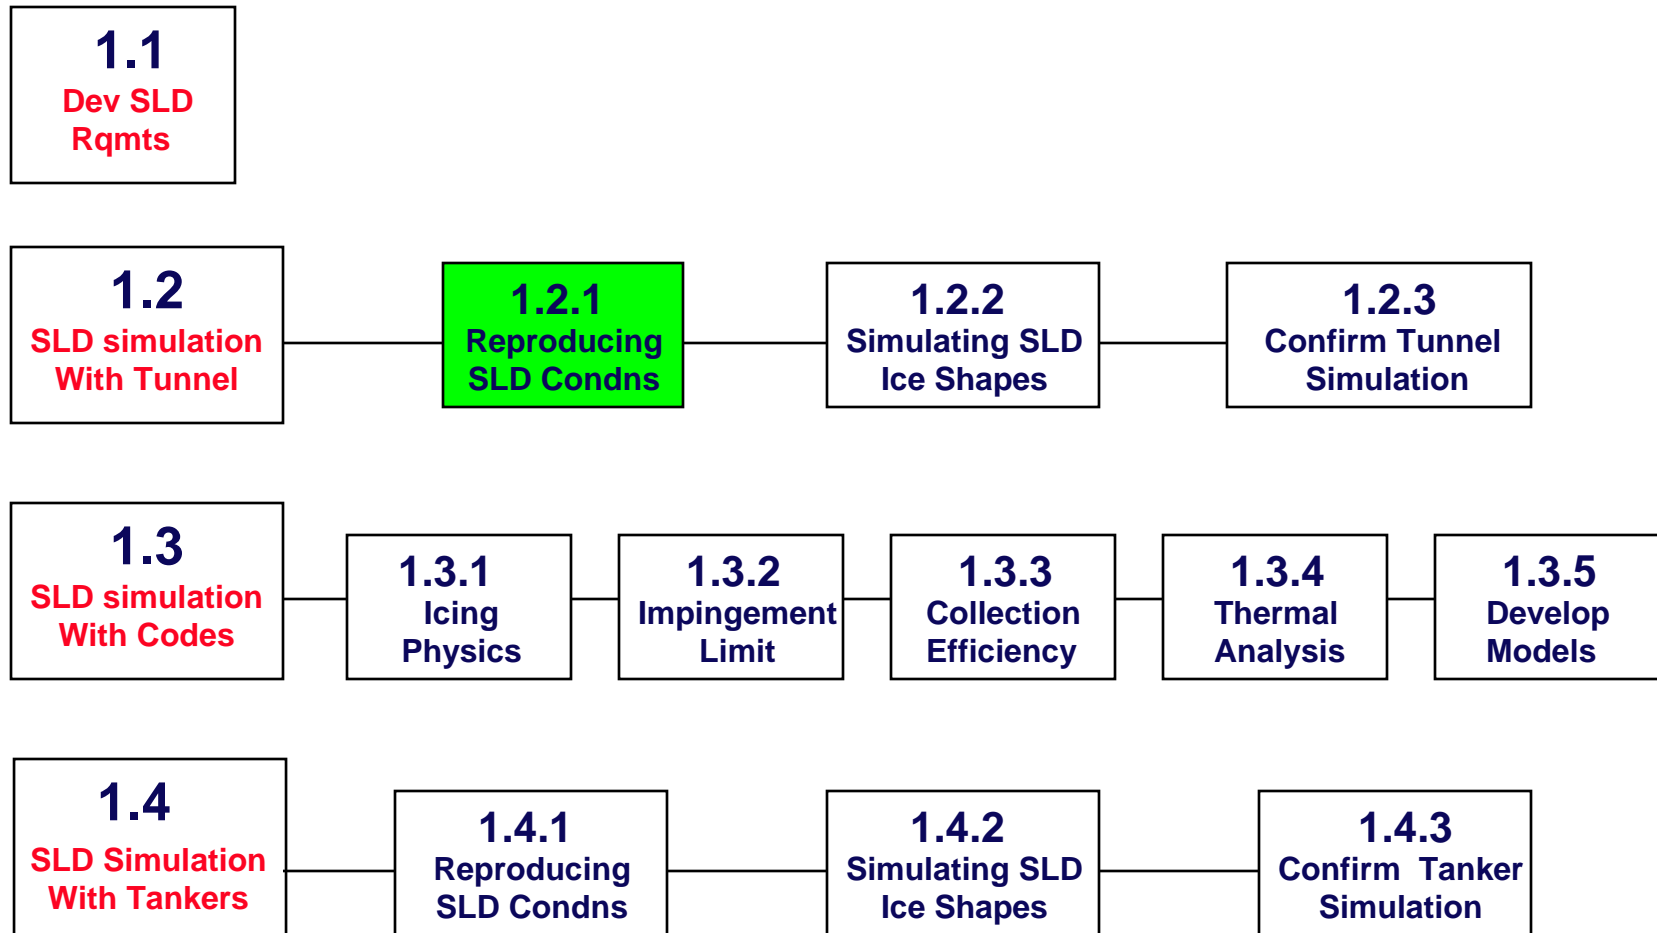 1.1
Dev SLD
Rqmts
1.2
SLD simulation
With Tunnel
1.2.1
Reproducing
SLD Condns
1.2.2
Simulating SLD
Ice Shapes
1.2.3
Confirm Tunnel
Simulation
1.3
SLD simulation
With Codes
1.3.1
Icing
Physics
1.3.2
Impingement
Limit
1.3.3
Collection
Efficiency
1.3.4
Thermal
Analysis
1.3.5
Develop
Models
1.4
SLD Simulation
With Tankers
1.4.1
Reproducing
SLD Condns
1.4.2
Simulating SLD
Ice Shapes
1.4.3
Confirm Tanker
Simulation